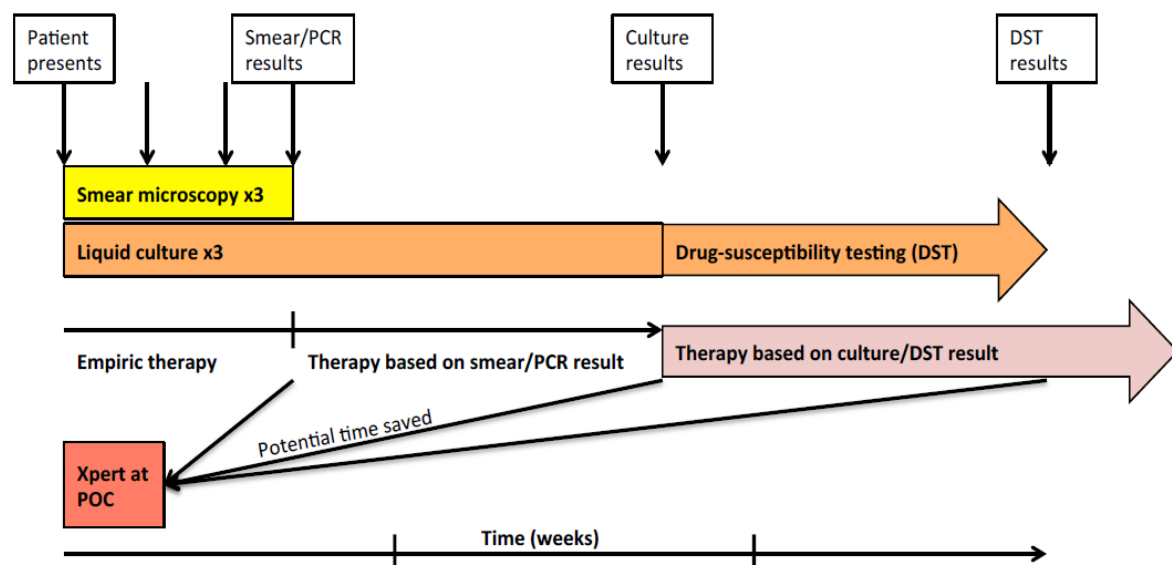 Patient
presents
Smear/PCR
results
Culture
results
DST
results
Smear microscopy x3
Liquid culture x3
Drug-susceptibility testing (DST)
Empiric therapy
Therapy based on smear/PCR result
Therapy based on culture/DST result
Potential time saved
Xpert at
POC
Time (weeks)